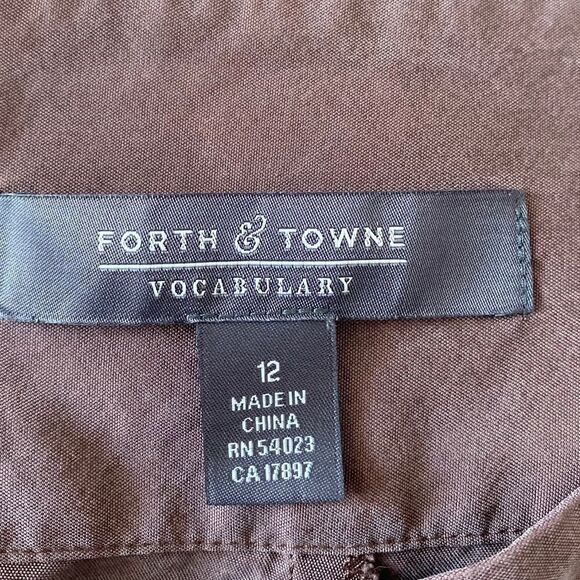 FORTH & TOWNE
VOCABULARY
12
MADE IN
CHINA
RN 54023
CA 17897